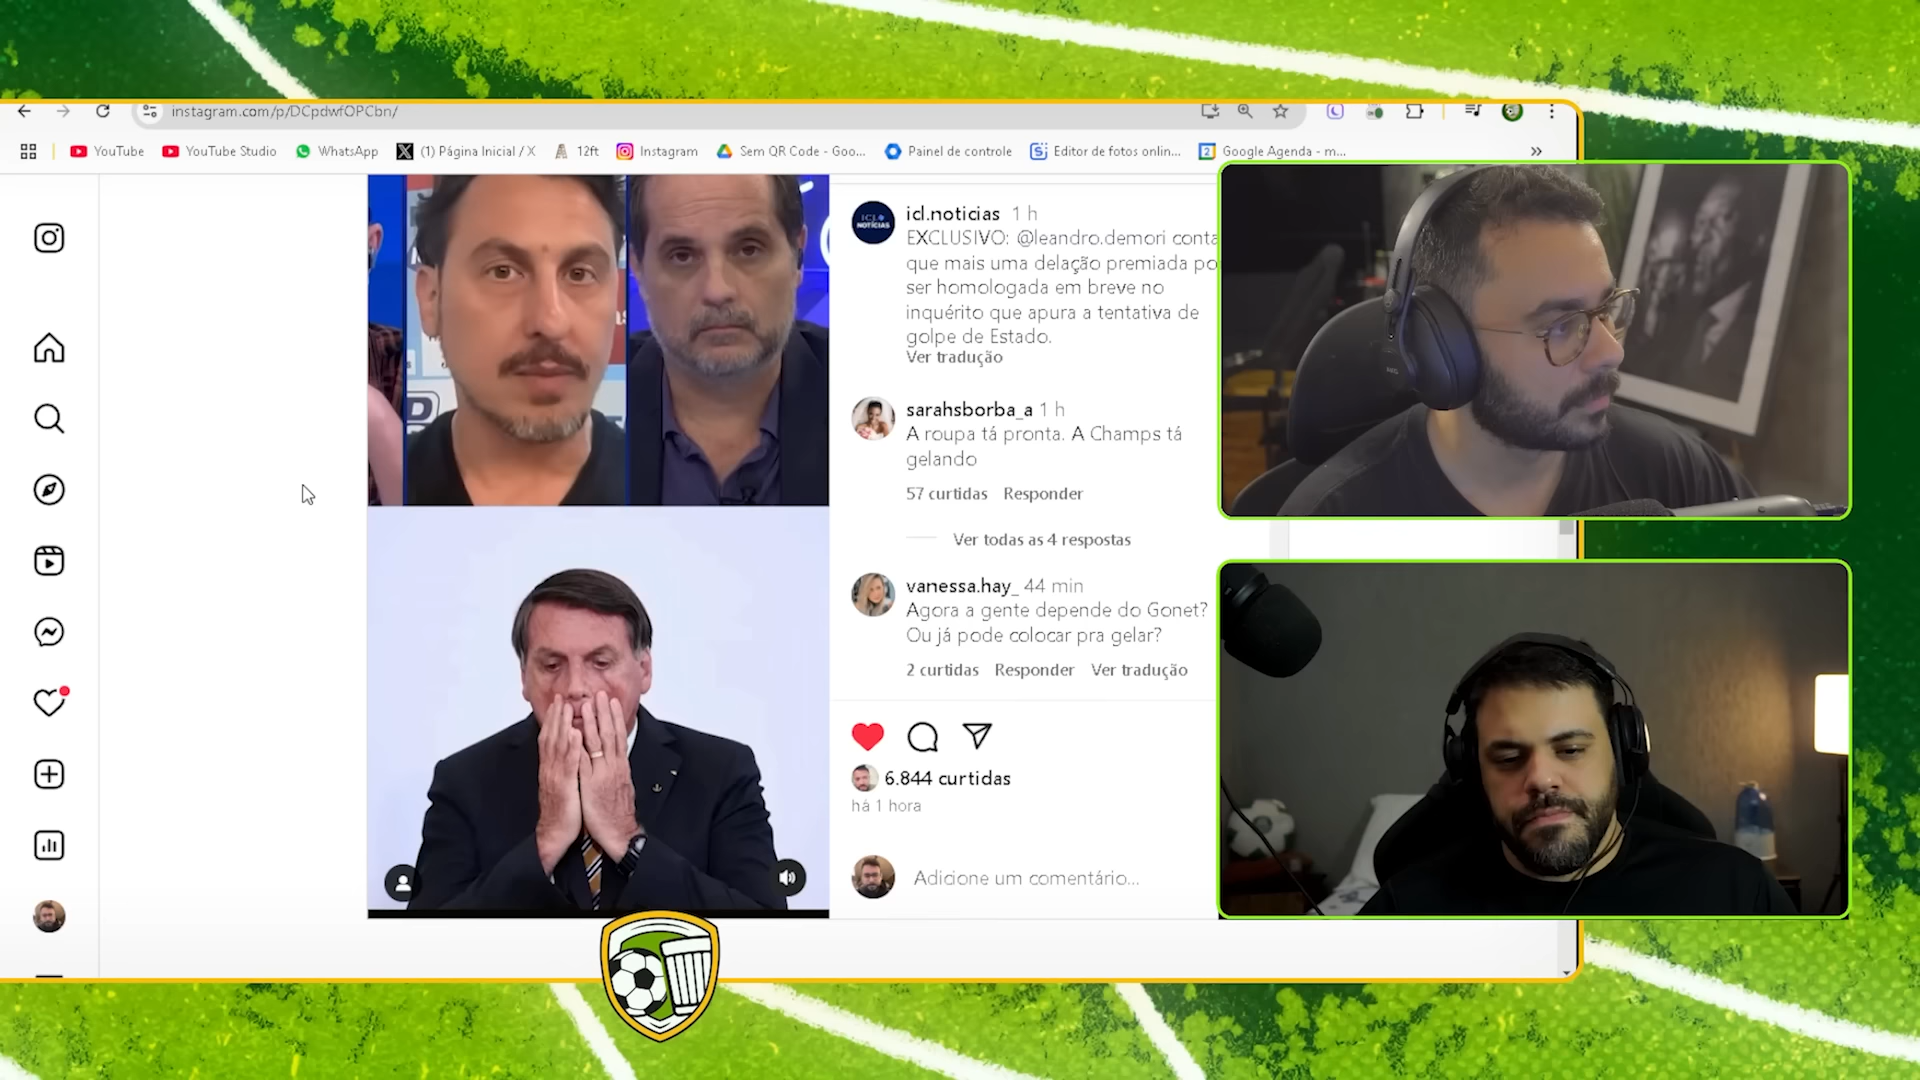 instagram.com/p/DCpdwfOPCbn/
YouTube
YouTube Studio
WhatsApp
(1) Página Inicial / X
12ft
Instagram
Sem QR Code - Goo...
Painel de controle
Editor de fotos onlin...
Google Agenda - m...
icl.noticias 1 h
EXCLUSIVO: @leandro.demori conta
que mais uma delação premiada po
ser homologada em breve no
inquérito que apura a tentativa de
golpe de Estado.
Ver tradução
sarahsborba_a 1 h
A roupa tá pronta. A Champs tá
gelando
57 curtidas Responder
Ver todas as 4 respostas
vanessa.hay_ 44 min
Agora a gente depende do Gonet?
Ou já pode colocar pra gelar?
2 curtidas Responder Ver tradução
6.844 curtidas
há 1 hora
Adicione um comentário...
ICL
NOTÍCIAS